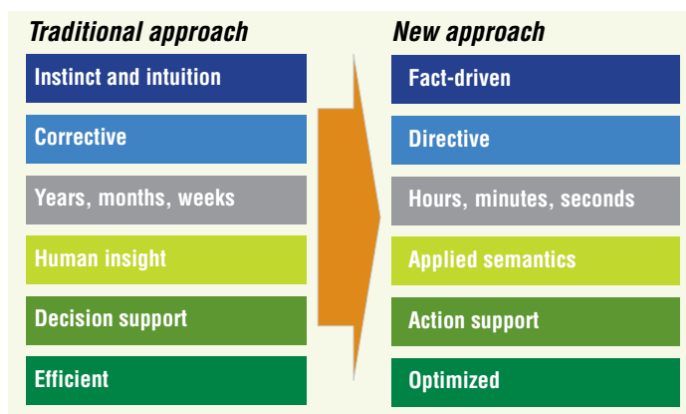 Traditional approach
New approach
Instinct and intuition
Fact-driven
Corrective
Directive
Years, months, weeks
Hours, minutes, seconds
Human insight
Applied semantics
Decision support
Action support
Efficient
Optimized